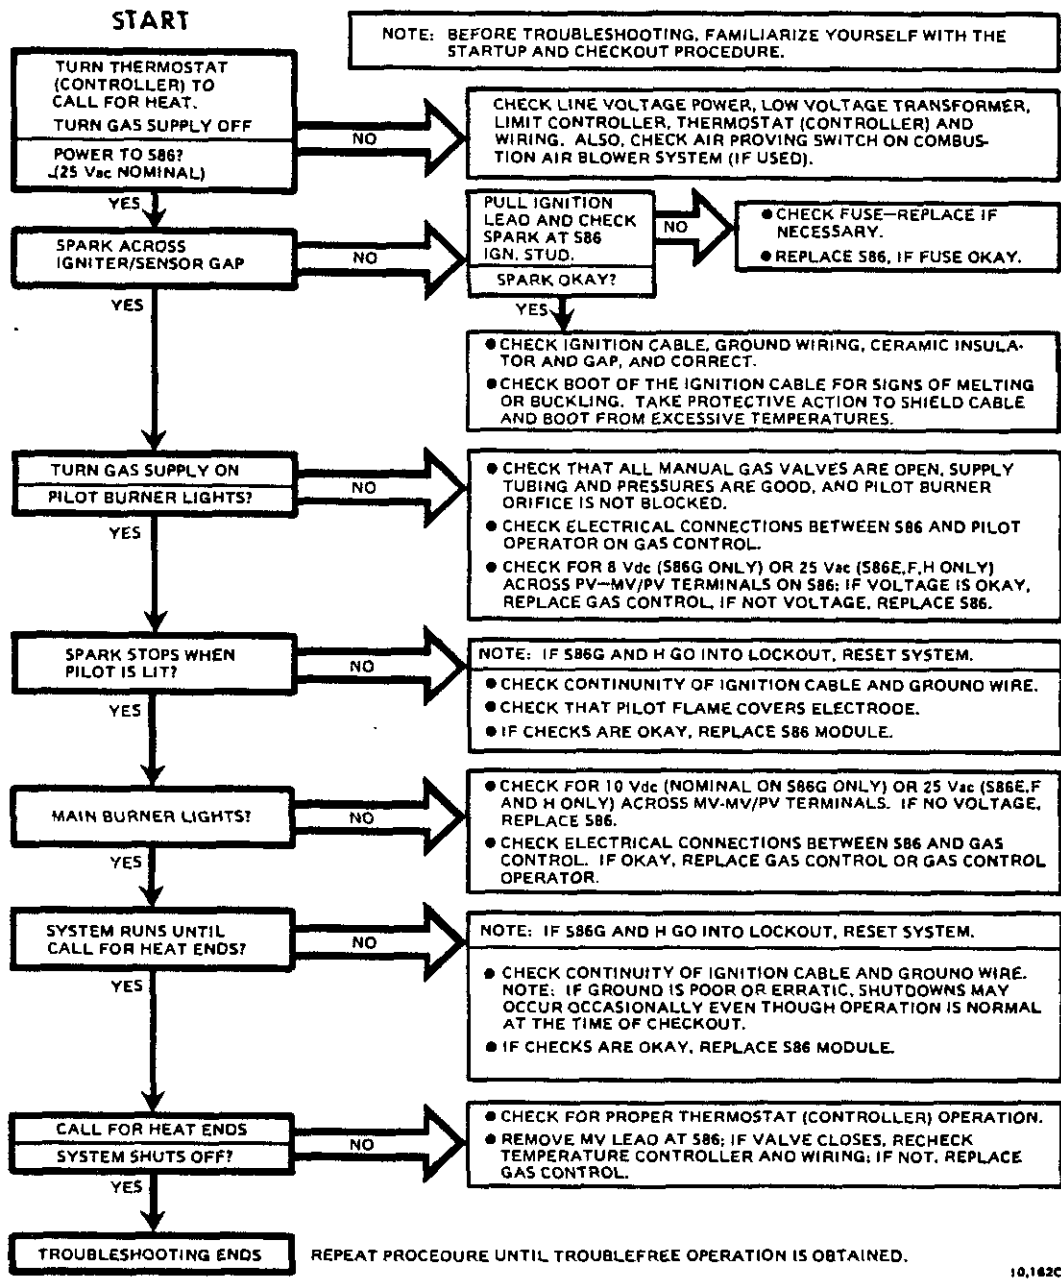 START
NOTE: BEFORE TROUBLESHOOTING, FAMILIARIZE YOURSELF WITH THE
STARTUP AND CHECKOUT PROCEDURE.
TURN THERMOSTAT
(CONTROLLER) TO
CALL FOR HEAT.
TURN GAS SUPPLY OFF
POWER TO S86?
(25 Vac NOMINAL)
NO
CHECK LINE VOLTAGE POWER, LOW VOLTAGE TRANSFORMER,
LIMIT CONTROLLER, THERMOSTAT (CONTROLLER) AND
WIRING. ALSO, CHECK AIR PROVING SWITCH ON COMBUS-
TION AIR BLOWER SYSTEM (IF USED).
YES
SPARK ACROSS
IGNITER/SENSOR GAP
NO
PULL IGNITION
LEAD AND CHECK
SPARK AT S86
IGN. STUD.
SPARK OKAY?
NO
● CHECK FUSE—REPLACE IF
NECESSARY.
● REPLACE S86, IF FUSE OKAY.
YES
YES
● CHECK IGNITION CABLE, GROUND WIRING, CERAMIC INSULA-
TOR AND GAP, AND CORRECT.
● CHECK BOOT OF THE IGNITION CABLE FOR SIGNS OF MELTING
OR BUCKLING. TAKE PROTECTIVE ACTION TO SHIELD CABLE
AND BOOT FROM EXCESSIVE TEMPERATURES.
TURN GAS SUPPLY ON
PILOT BURNER LIGHTS?
NO
● CHECK THAT ALL MANUAL GAS VALVES ARE OPEN, SUPPLY
TUBING AND PRESSURES ARE GOOD, AND PILOT BURNER
ORIFICE IS NOT BLOCKED.
● CHECK ELECTRICAL CONNECTIONS BETWEEN S86 AND PILOT
OPERATOR ON GAS CONTROL.
● CHECK FOR 8 Vdc (S86G ONLY) OR 25 Vac (S86E,F,H ONLY)
ACROSS PV—MV/PV TERMINALS ON S86; IF VOLTAGE IS OKAY,
REPLACE GAS CONTROL, IF NOT VOLTAGE, REPLACE S86.
YES
SPARK STOPS WHEN
PILOT IS LIT?
NO
NOTE: IF S86G AND H GO INTO LOCKOUT, RESET SYSTEM.
● CHECK CONTINUNITY OF IGNITION CABLE AND GROUND WIRE.
● CHECK THAT PILOT FLAME COVERS ELECTRODE.
● IF CHECKS ARE OKAY, REPLACE S86 MODULE.
YES
MAIN BURNER LIGHTS?
NO
● CHECK FOR 10 Vdc (NOMINAL ON S86G ONLY) OR 25 Vac (S86E,F
AND H ONLY) ACROSS MV-MV/PV TERMINALS. IF NO VOLTAGE,
REPLACE S86.
● CHECK ELECTRICAL CONNECTIONS BETWEEN S86 AND GAS
CONTROL. IF OKAY, REPLACE GAS CONTROL OR GAS CONTROL
OPERATOR.
YES
SYSTEM RUNS UNTIL
CALL FOR HEAT ENDS?
NO
NOTE: IF S86G AND H GO INTO LOCKOUT, RESET SYSTEM.
● CHECK CONTINUITY OF IGNITION CABLE AND GROUND WIRE.
NOTE: IF GROUND IS POOR OR ERRATIC, SHUTDOWNS MAY
OCCUR OCCASIONALLY EVEN THOUGH OPERATION IS NORMAL
AT THE TIME OF CHECKOUT.
● IF CHECKS ARE OKAY, REPLACE S86 MODULE.
YES
CALL FOR HEAT ENDS
SYSTEM SHUTS OFF?
NO
● CHECK FOR PROPER THERMOSTAT (CONTROLLER) OPERATION.
● REMOVE MV LEAD AT S86; IF VALVE CLOSES, RECHECK
TEMPERATURE CONTROLLER AND WIRING; IF NOT, REPLACE
GAS CONTROL.
YES
TROUBLESHOOTING ENDS
REPEAT PROCEDURE UNTIL TROUBLEFREE OPERATION IS OBTAINED.
10,162C